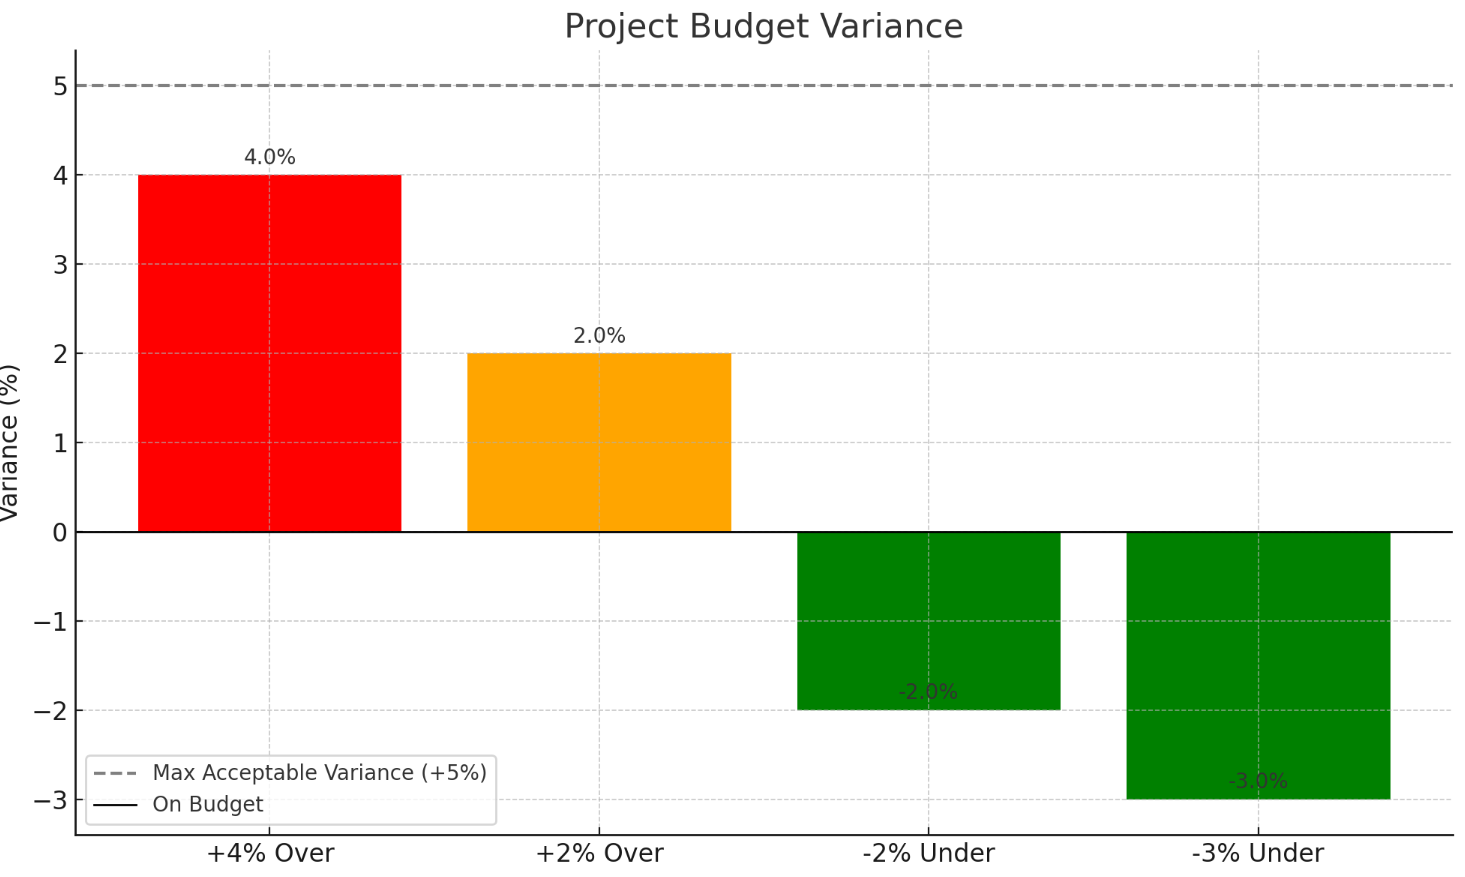 Project Budget Variance
Variance (%)
5
4
3
2
1
0
−1
−2
−3
4.0%
2.0%
-2.0%
-3.0%
Max Acceptable Variance (+5%)
On Budget
+4% Over
+2% Over
-2% Under
-3% Under